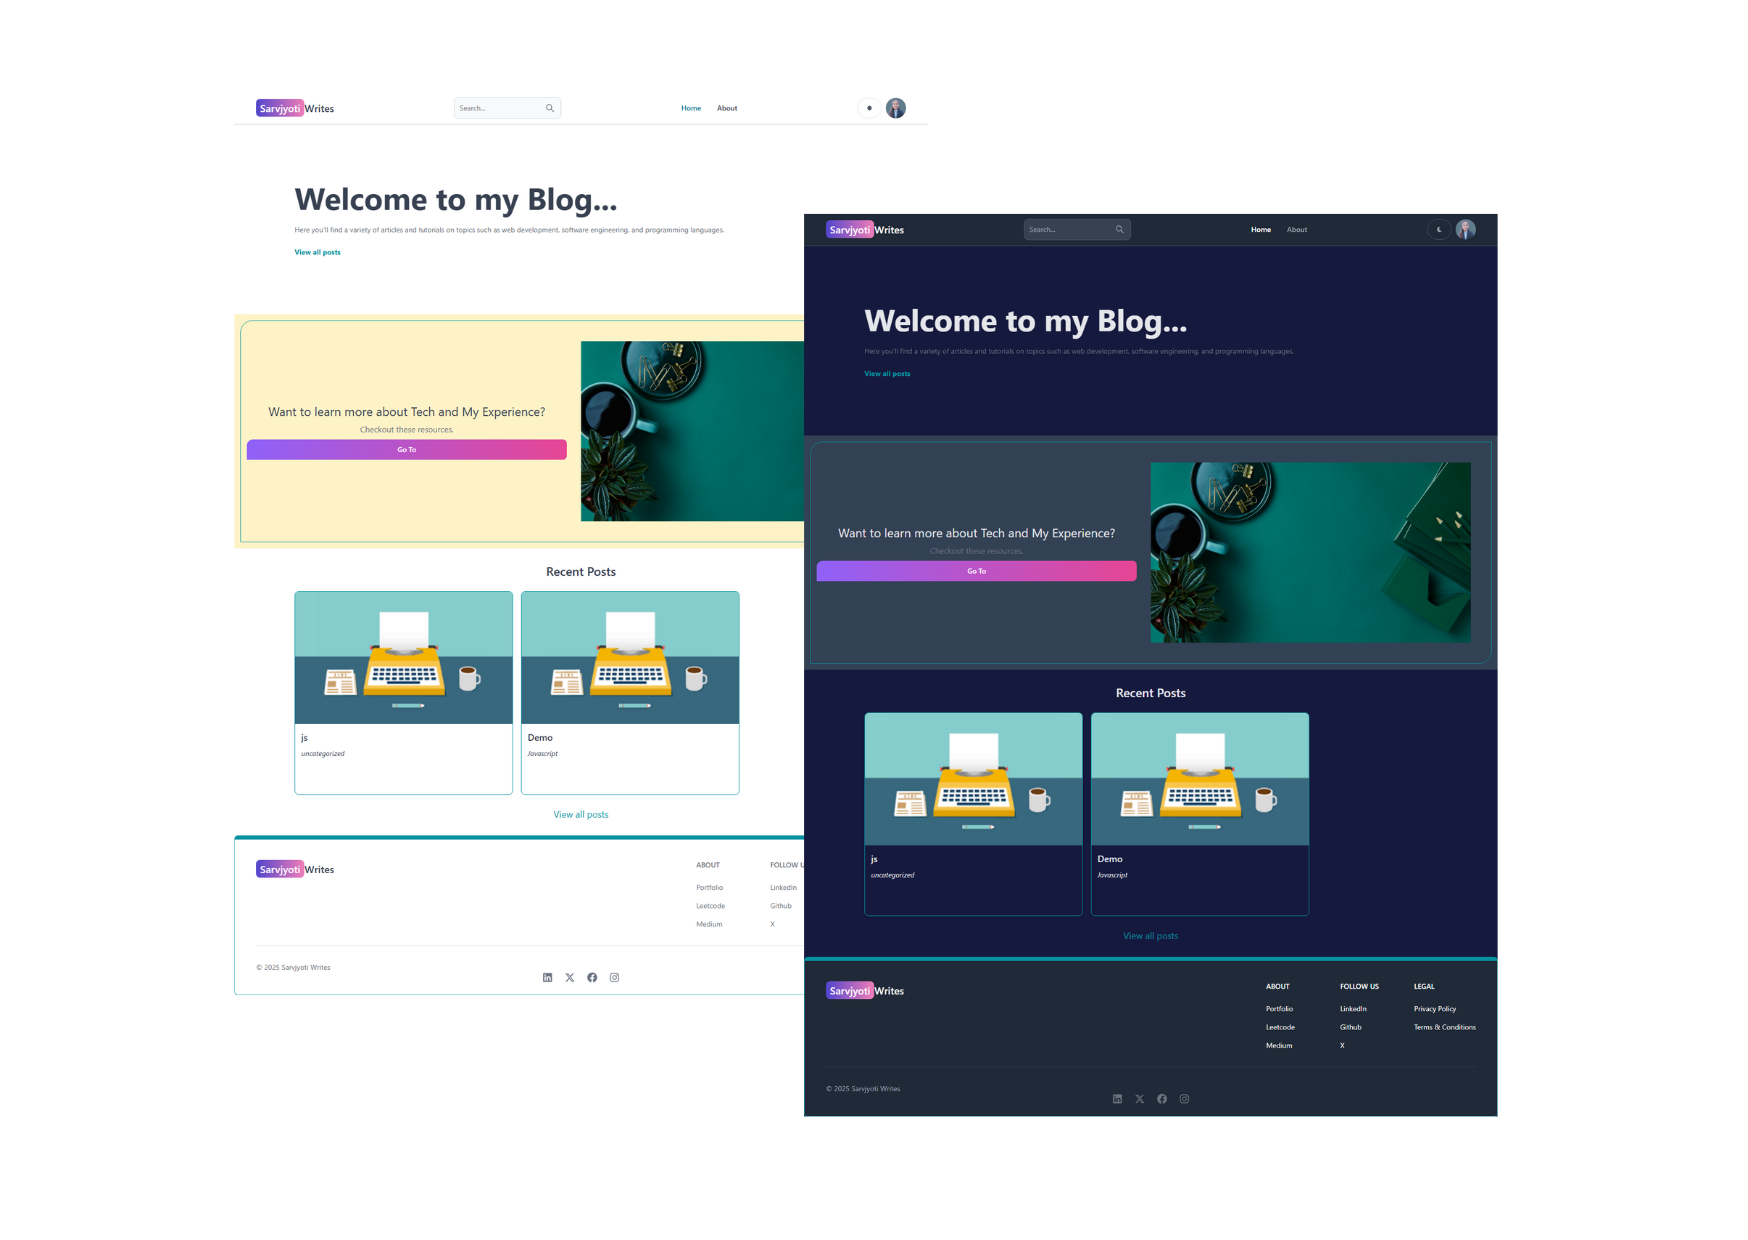 Sarvjyoti Writes
Search...
Home
About
Welcome to my Blog...
Here you'll find a variety of articles and tutorials on topics such as web development, software engineering, and programming languages.
View all posts
Want to learn more about Tech and My Experience?
Checkout these resources.
Go To
Recent Posts
js
uncategorized
Demo
Javascript
View all posts
Sarvjyoti Writes
ABOUT
Portfolio
Leetcode
Medium
FOLLOW U
LinkedIn
Github
X
© 2025 Sarvjyoti Writes
Sarvjyoti Writes
Search...
Home
About
Welcome to my Blog...
Here you'll find a variety of articles and tutorials on topics such as web development, software engineering, and programming languages.
View all posts
Want to learn more about Tech and My Experience?
Checkout these resources.
Go To
Recent Posts
js
uncategorized
Demo
Javascript
View all posts
Sarvjyoti Writes
ABOUT
Portfolio
Leetcode
Medium
FOLLOW US
LinkedIn
Github
X
LEGAL
Privacy Policy
Terms & Conditions
© 2025 Sarvjyoti Writes